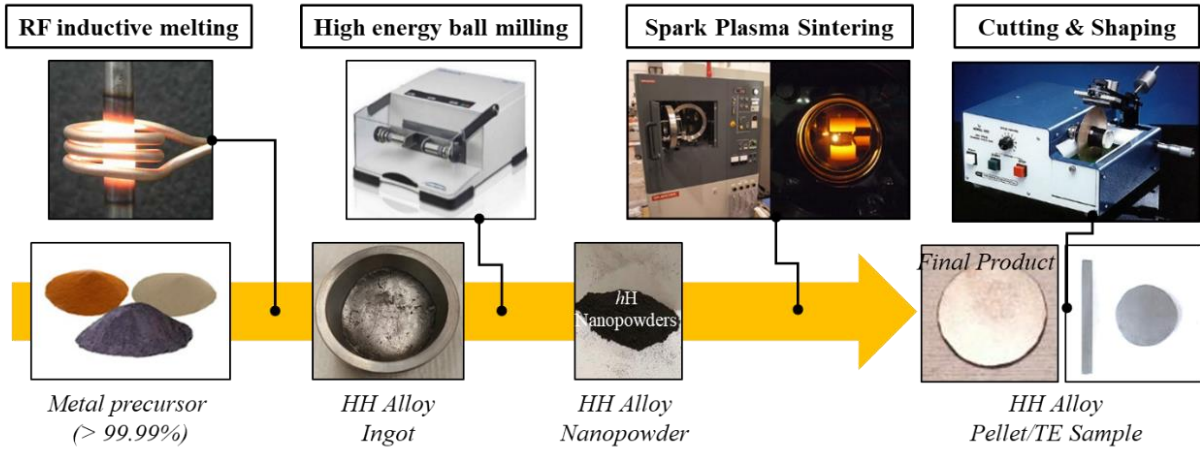 RF inductive melting
High energy ball milling
Spark Plasma Sintering
Cutting & Shaping
Final Product
hH
Nanopowders
Metal precursor
(> 99.99%)
HH Alloy
Ingot
HH Alloy
Nanopowder
HH Alloy
Pellet/TE Sample